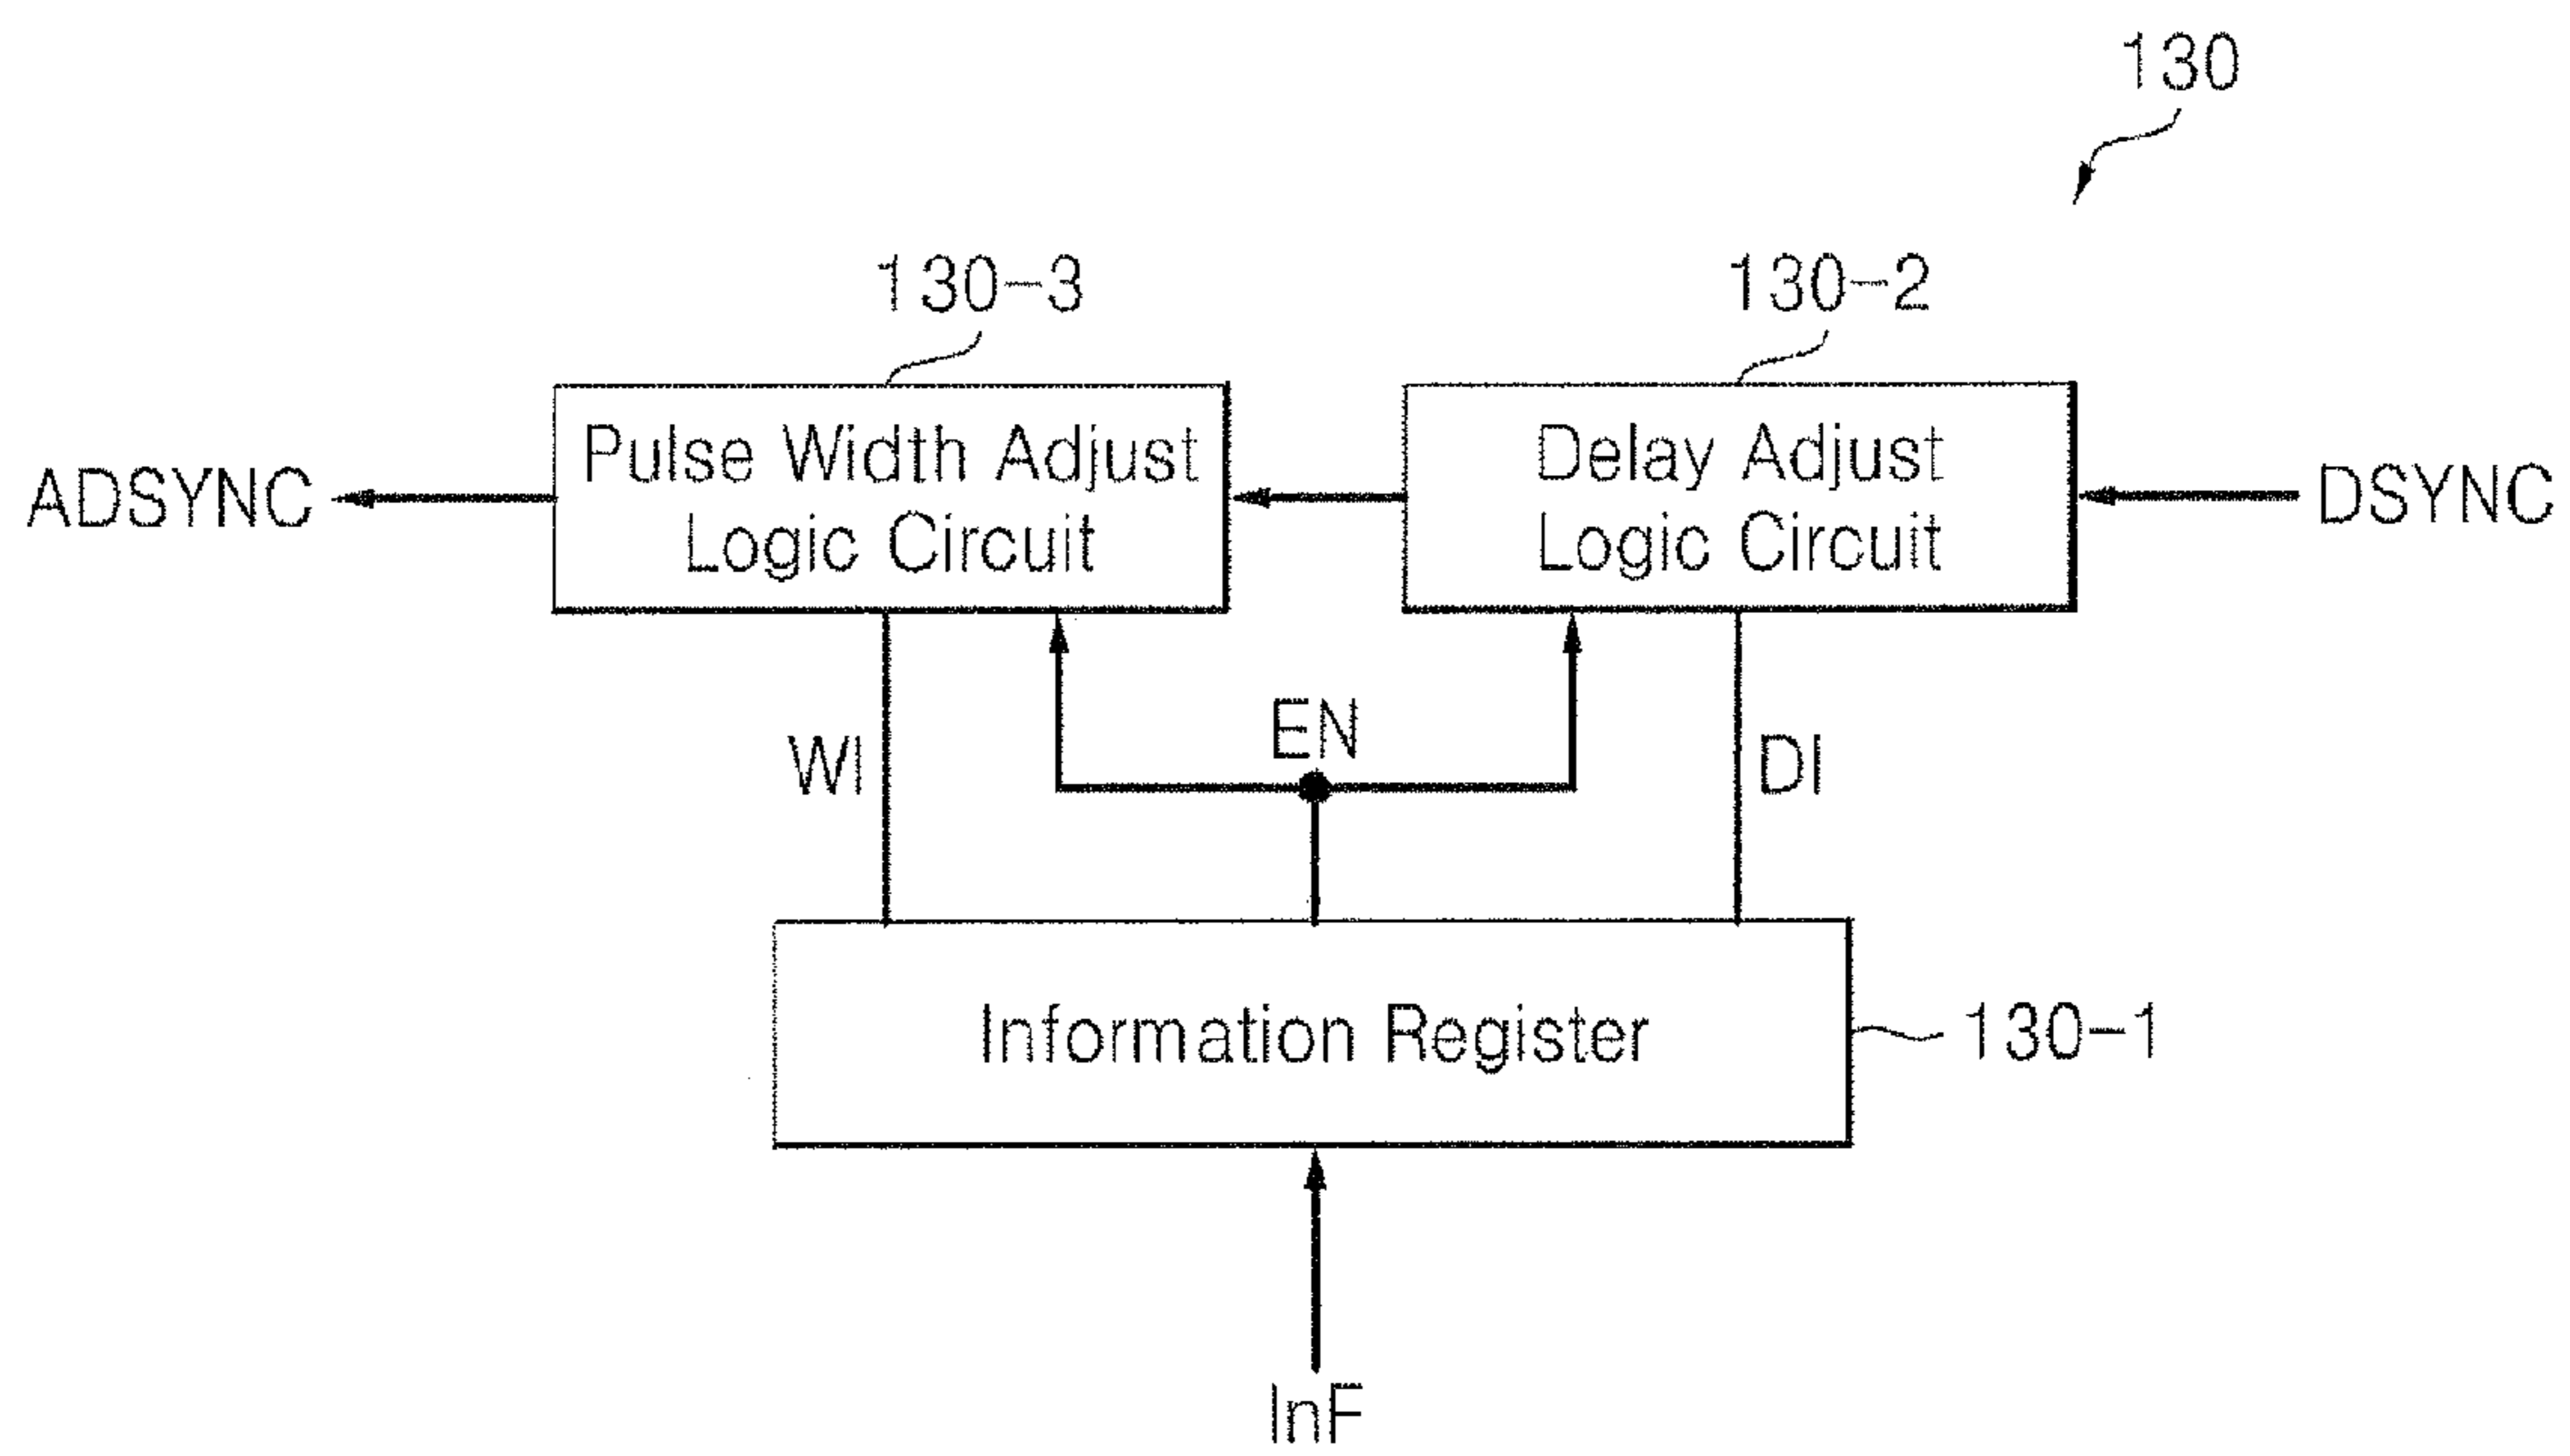 130
130-3
130-2
Pulse Width Adjust
Logic Circuit
Delay Adjust
Logic Circuit
ADSYNC
DSYNC
WI
EN
DI
Information Register
130-1
InF